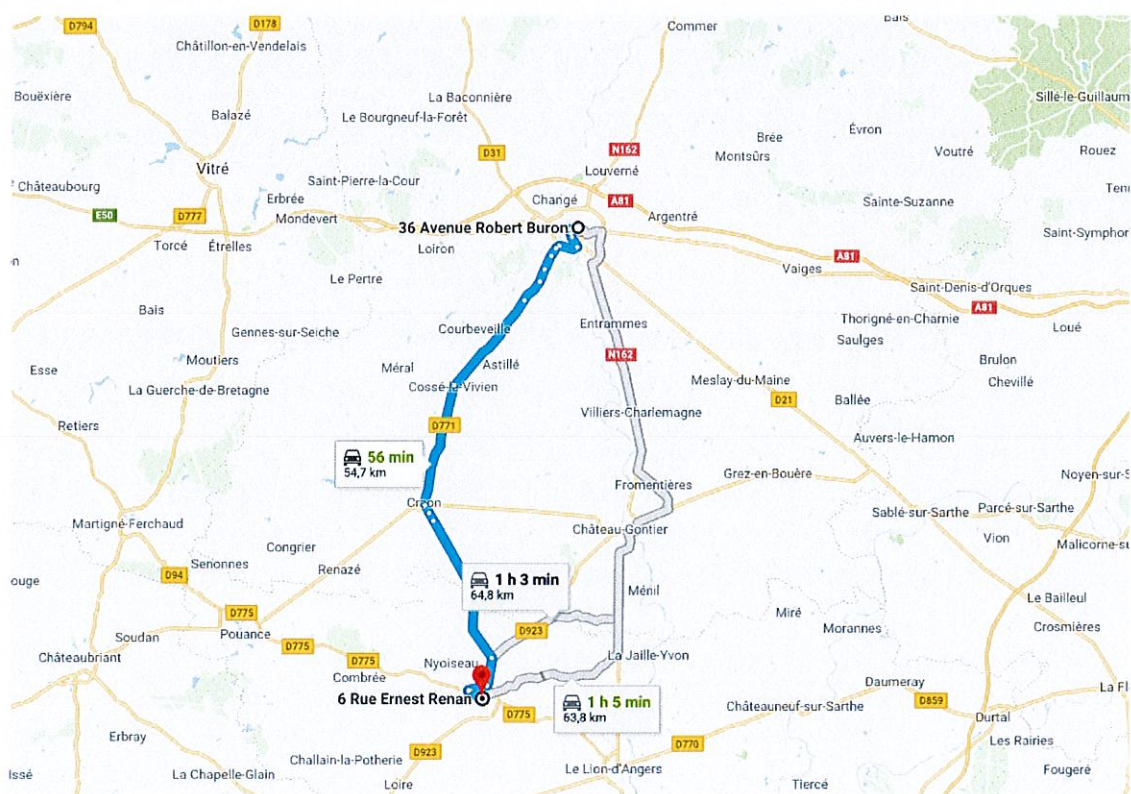 D794
D178
Bais
Commer
Châtillon-en-Vendelais
Bouëxière
La Baconnière
Sillé-le-Guillaum
Balazé
Le Bourgneuf-la-Forêt
Évron
Brée
N162
D31
Montsûrs
Voutré
Rouez
Vitré
Louverné
Saint-Pierre-la-Cour
Châteaubourg
Erbrée
Changé
A81
Sainte-Suzanne
Ten
E50
D777
Mondevert
Argentré
36 Avenue Robert Buron
Saint-Symphor
Torcé
Étrelles
Loiron
A81
Vaiges
Le Pertre
Saint-Denis-d'Orques
A81
Bais
Courbeveille
Entrammes
Thorigné-en-Charnie
Loué
Gennes-sur-Seiche
Saulges
Moutiers
Astillé
N162
Brulon
Esse
Méral
Chevillé
La Guerche-de-Bretagne
Cossé-le-Vivien
Meslay-du-Maine
D21
Ballée
Villiers-Charlemagne
Retiers
D771
Auvers-le-Hamon
56 min
54,7 km
Grez-en-Bouère
Noyen-sur-S
Fromentières
Craon
Sablé-sur-Sarthe
Parcé-sur-Sarthe
Martigné-Ferchaud
Château-Gontier
Vion
Congrier
Malicorne-su
Senonnes
Renazé
1 h 3 min
64,8 km
ouge
D94
Ménil
Le Bailleul
D775
Miré
Soudan
Pouance
D775
D923
Morannes
Crosmières
Châteaubriant
D775
Nyoiseau
La Jaille-Yvon
Combrée
Daumeray
La Fl
6 Rue Ernest Renan
1 h 5 min
63,8 km
D859
D775
Châteauneuf-sur-Sarthe
Durtal
Erbray
D923
D770
Les Rairies
Challain-la-Potherie
Issé
La Chapelle-Glain
Loire
Le Lion-d'Angers
Tiercé
Fougeré